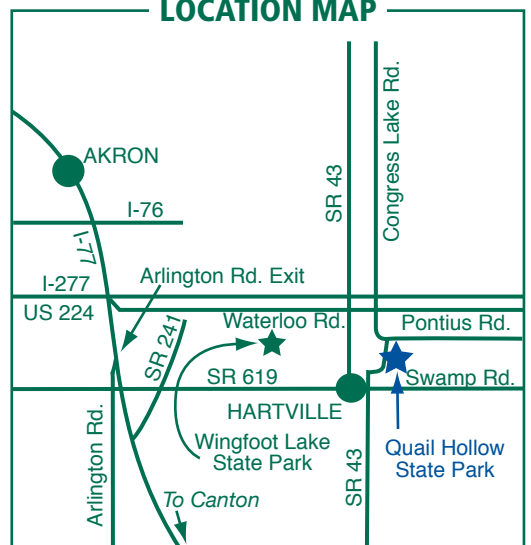 LOCATION MAP
AKRON
I-76
I-77
SR 43
Congress Lake Rd.
I-277
Arlington Rd. Exit
US 224
SR 241
Waterloo Rd.
Pontius Rd.
SR 619
Swamp Rd.
HARTVILLE
Arlington Rd.
Wingfoot Lake
State Park
SR 43
Quail Hollow
State Park
To Canton